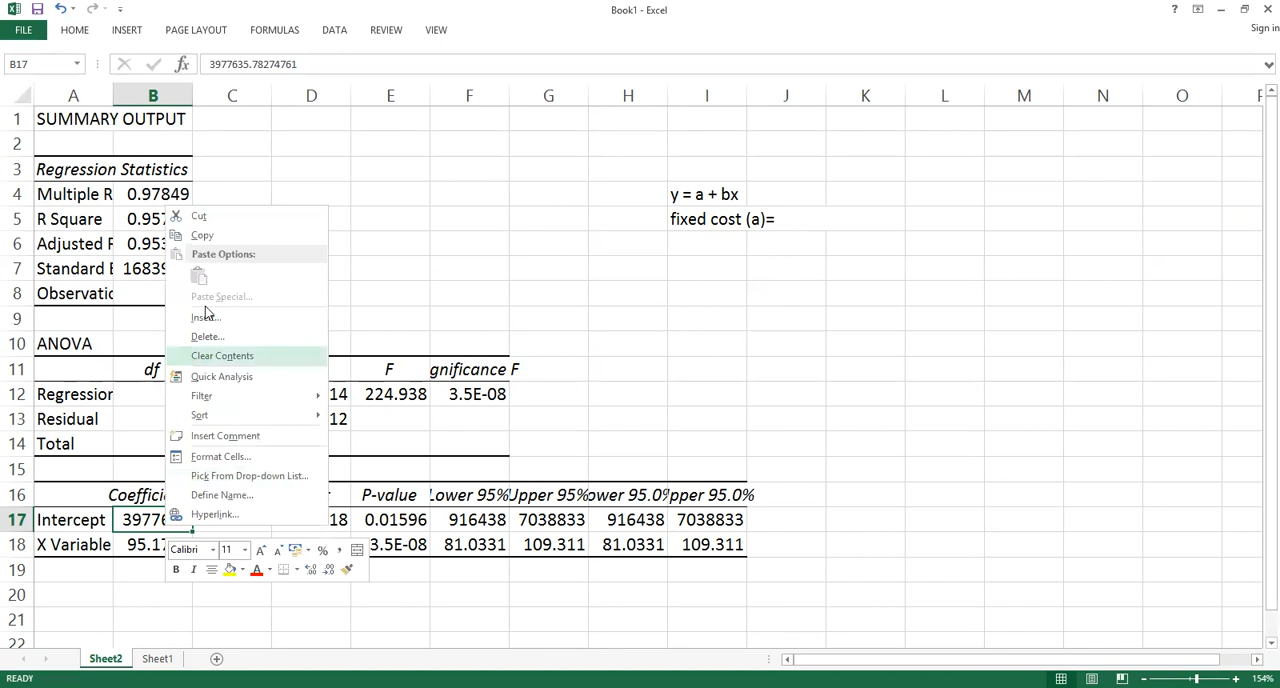 Book1 - Excel
?
Sign in
FILE HOME INSERT PAGE LAYOUT FORMULAS DATA REVIEW VIEW
B17 fx 3977635.78274761
A B C D E F G H I J K L M N O P
1 SUMMARY OUTPUT
2
3 Regression Statistics
4 Multiple R 0.97849 y = a + bx
5 R Square 0.957 fixed cost (a)=
6 Adjusted R 0.953
7 Standard E 16839
8 Observatio
9
10 ANOVA
11 df F gnificance F
12 Regression 14 224.938 3.5E-08
13 Residual 12
14 Total
15
16 Coefficie P-value Lower 95% Upper 95% ower 95.0% pper 95.0%
17 Intercept 39776 18 0.01596 916438 7038833 916438 7038833
18 X Variable 95.17 3.5E-08 81.0331 109.311 81.0331 109.311
19
20
21
22
Cut
Copy
Paste Options:
Paste Special...
Insert...
Delete...
Clear Contents
Quick Analysis
Filter
Sort
Insert Comment
Format Cells...
Pick From Drop-down List...
Define Name...
Hyperlink...
Calibri 11 A A % ,
B I A
Sheet2 Sheet1
READY 154%